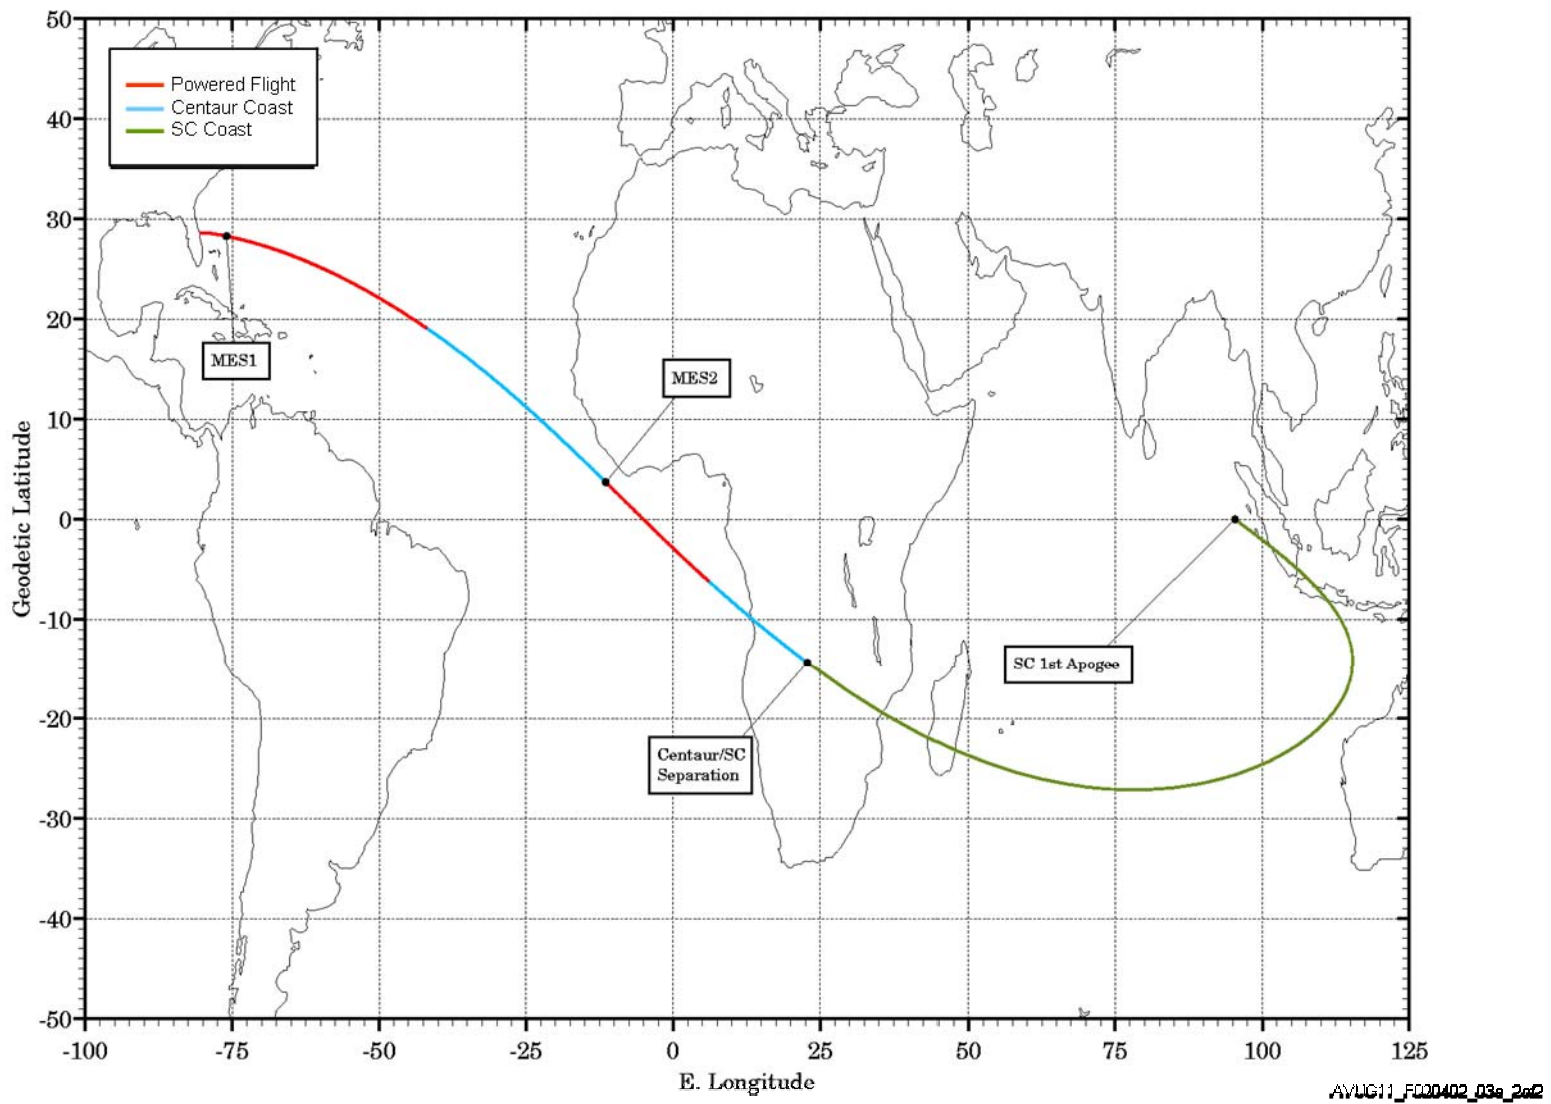 50
40
30
20
10
0
-10
-20
-30
-40
-50
Geodetic Latitude
Powered Flight
Centaur Coast
SC Coast
MES1
MES2
SC 1st Apogee
Centaur/SC
Separation
-100 -75 -50 -25 0 25 50 75 100 125
E. Longitude
AVUG11_F020402_03a_2of2